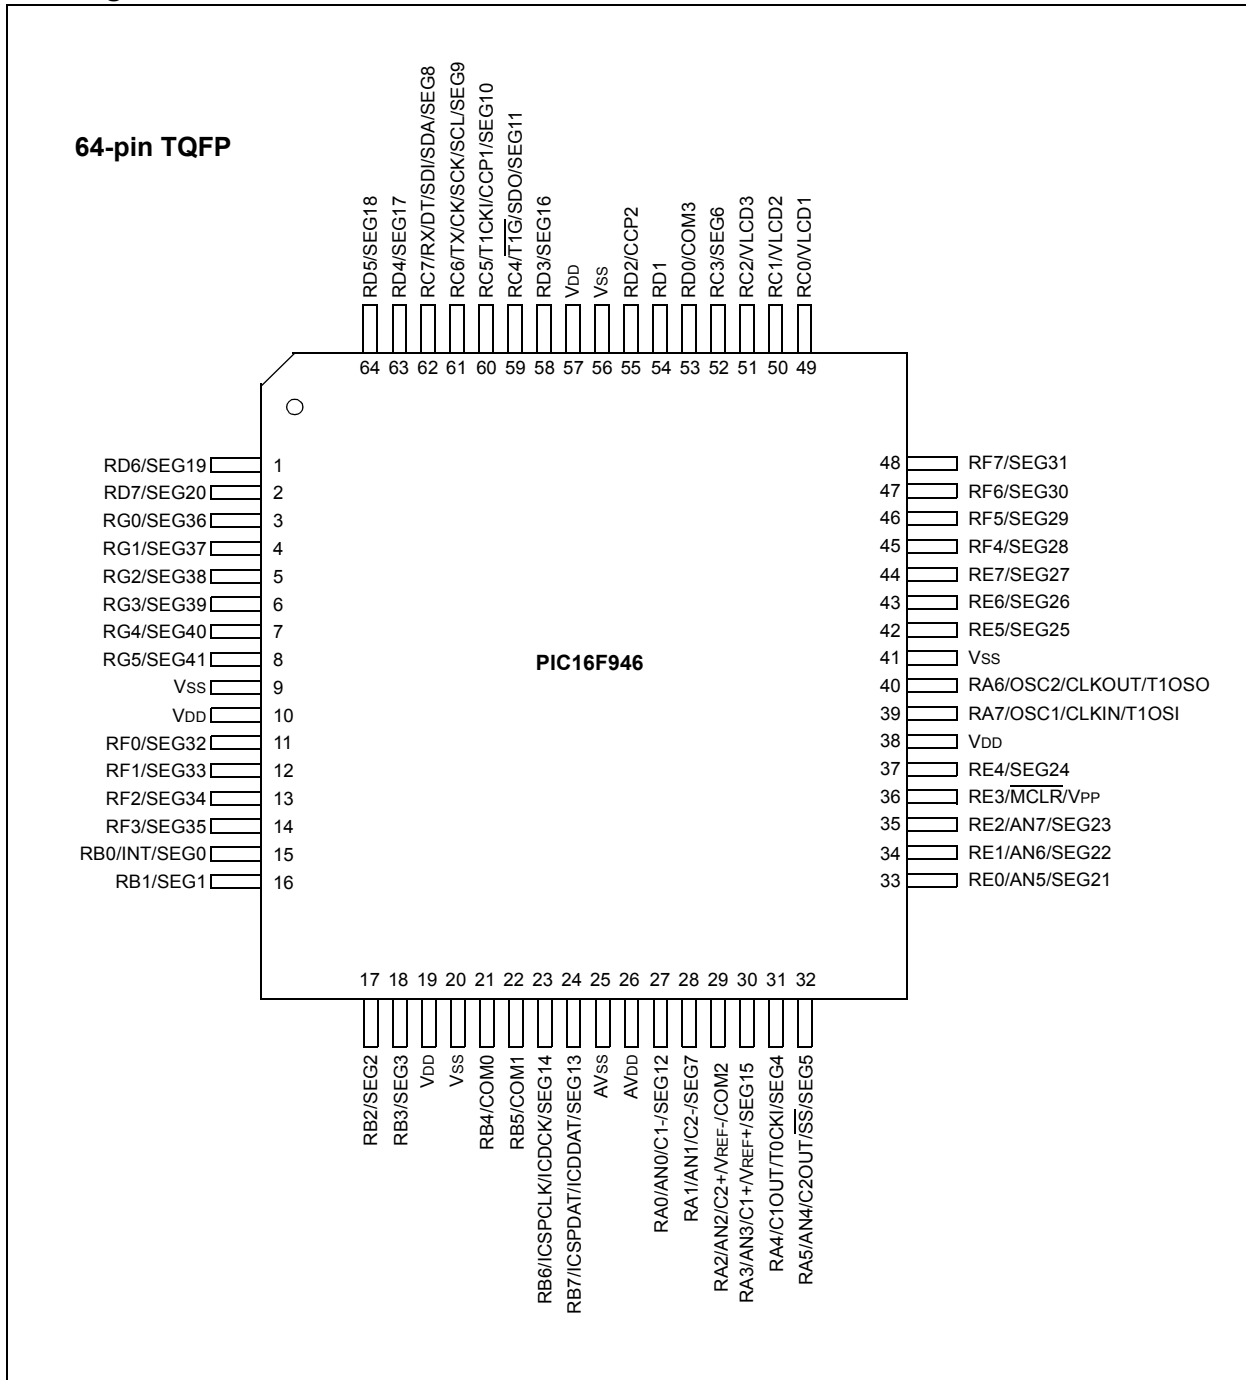 64-pin TQFP
RD5/SEG18
RD4/SEG17
RC7/RX/DT/SDI/SDA/SEG8
RC6/TX/CK/SCK/SCL/SEG9
RC5/T1CKI/CCP1/SEG10
RC4/T1G/SDO/SEG11
RD3/SEG16
VDD
VSS
RD2/CCP2
RD1
RD0/COM3
RC3/SEG6
RC2/VLCD3
RC1/VLCD2
RC0/VLCD1
64 63 62 61 60 59 58 57 56 55 54 53 52 51 50 49
RD6/SEG19 1
RD7/SEG20 2
RG0/SEG36 3
RG1/SEG37 4
RG2/SEG38 5
RG3/SEG39 6
RG4/SEG40 7
RG5/SEG41 8
VSS 9
VDD 10
RF0/SEG32 11
RF1/SEG33 12
RF2/SEG34 13
RF3/SEG35 14
RB0/INT/SEG0 15
RB1/SEG1 16
PIC16F946
48 RF7/SEG31
47 RF6/SEG30
46 RF5/SEG29
45 RF4/SEG28
44 RE7/SEG27
43 RE6/SEG26
42 RE5/SEG25
41 VSS
40 RA6/OSC2/CLKOUT/T1OSO
39 RA7/OSC1/CLKIN/T1OSI
38 VDD
37 RE4/SEG24
36 RE3/MCLR/VPP
35 RE2/AN7/SEG23
34 RE1/AN6/SEG22
33 RE0/AN5/SEG21
17 18 19 20 21 22 23 24 25 26 27 28 29 30 31 32
RB2/SEG2
RB3/SEG3
VDD
VSS
RB4/COM0
RB5/COM1
RB6/ICSPCLK/ICDCK/SEG14
RB7/ICSPDAT/ICDDAT/SEG13
AVSS
AVDD
RA0/AN0/C1-/SEG12
RA1/AN1/C2-/SEG7
RA2/AN2/C2+/VREF-/COM2
RA3/AN3/C1+/VREF+/SEG15
RA4/C1OUT/T0CKI/SEG4
RA5/AN4/C2OUT/SS/SEG5